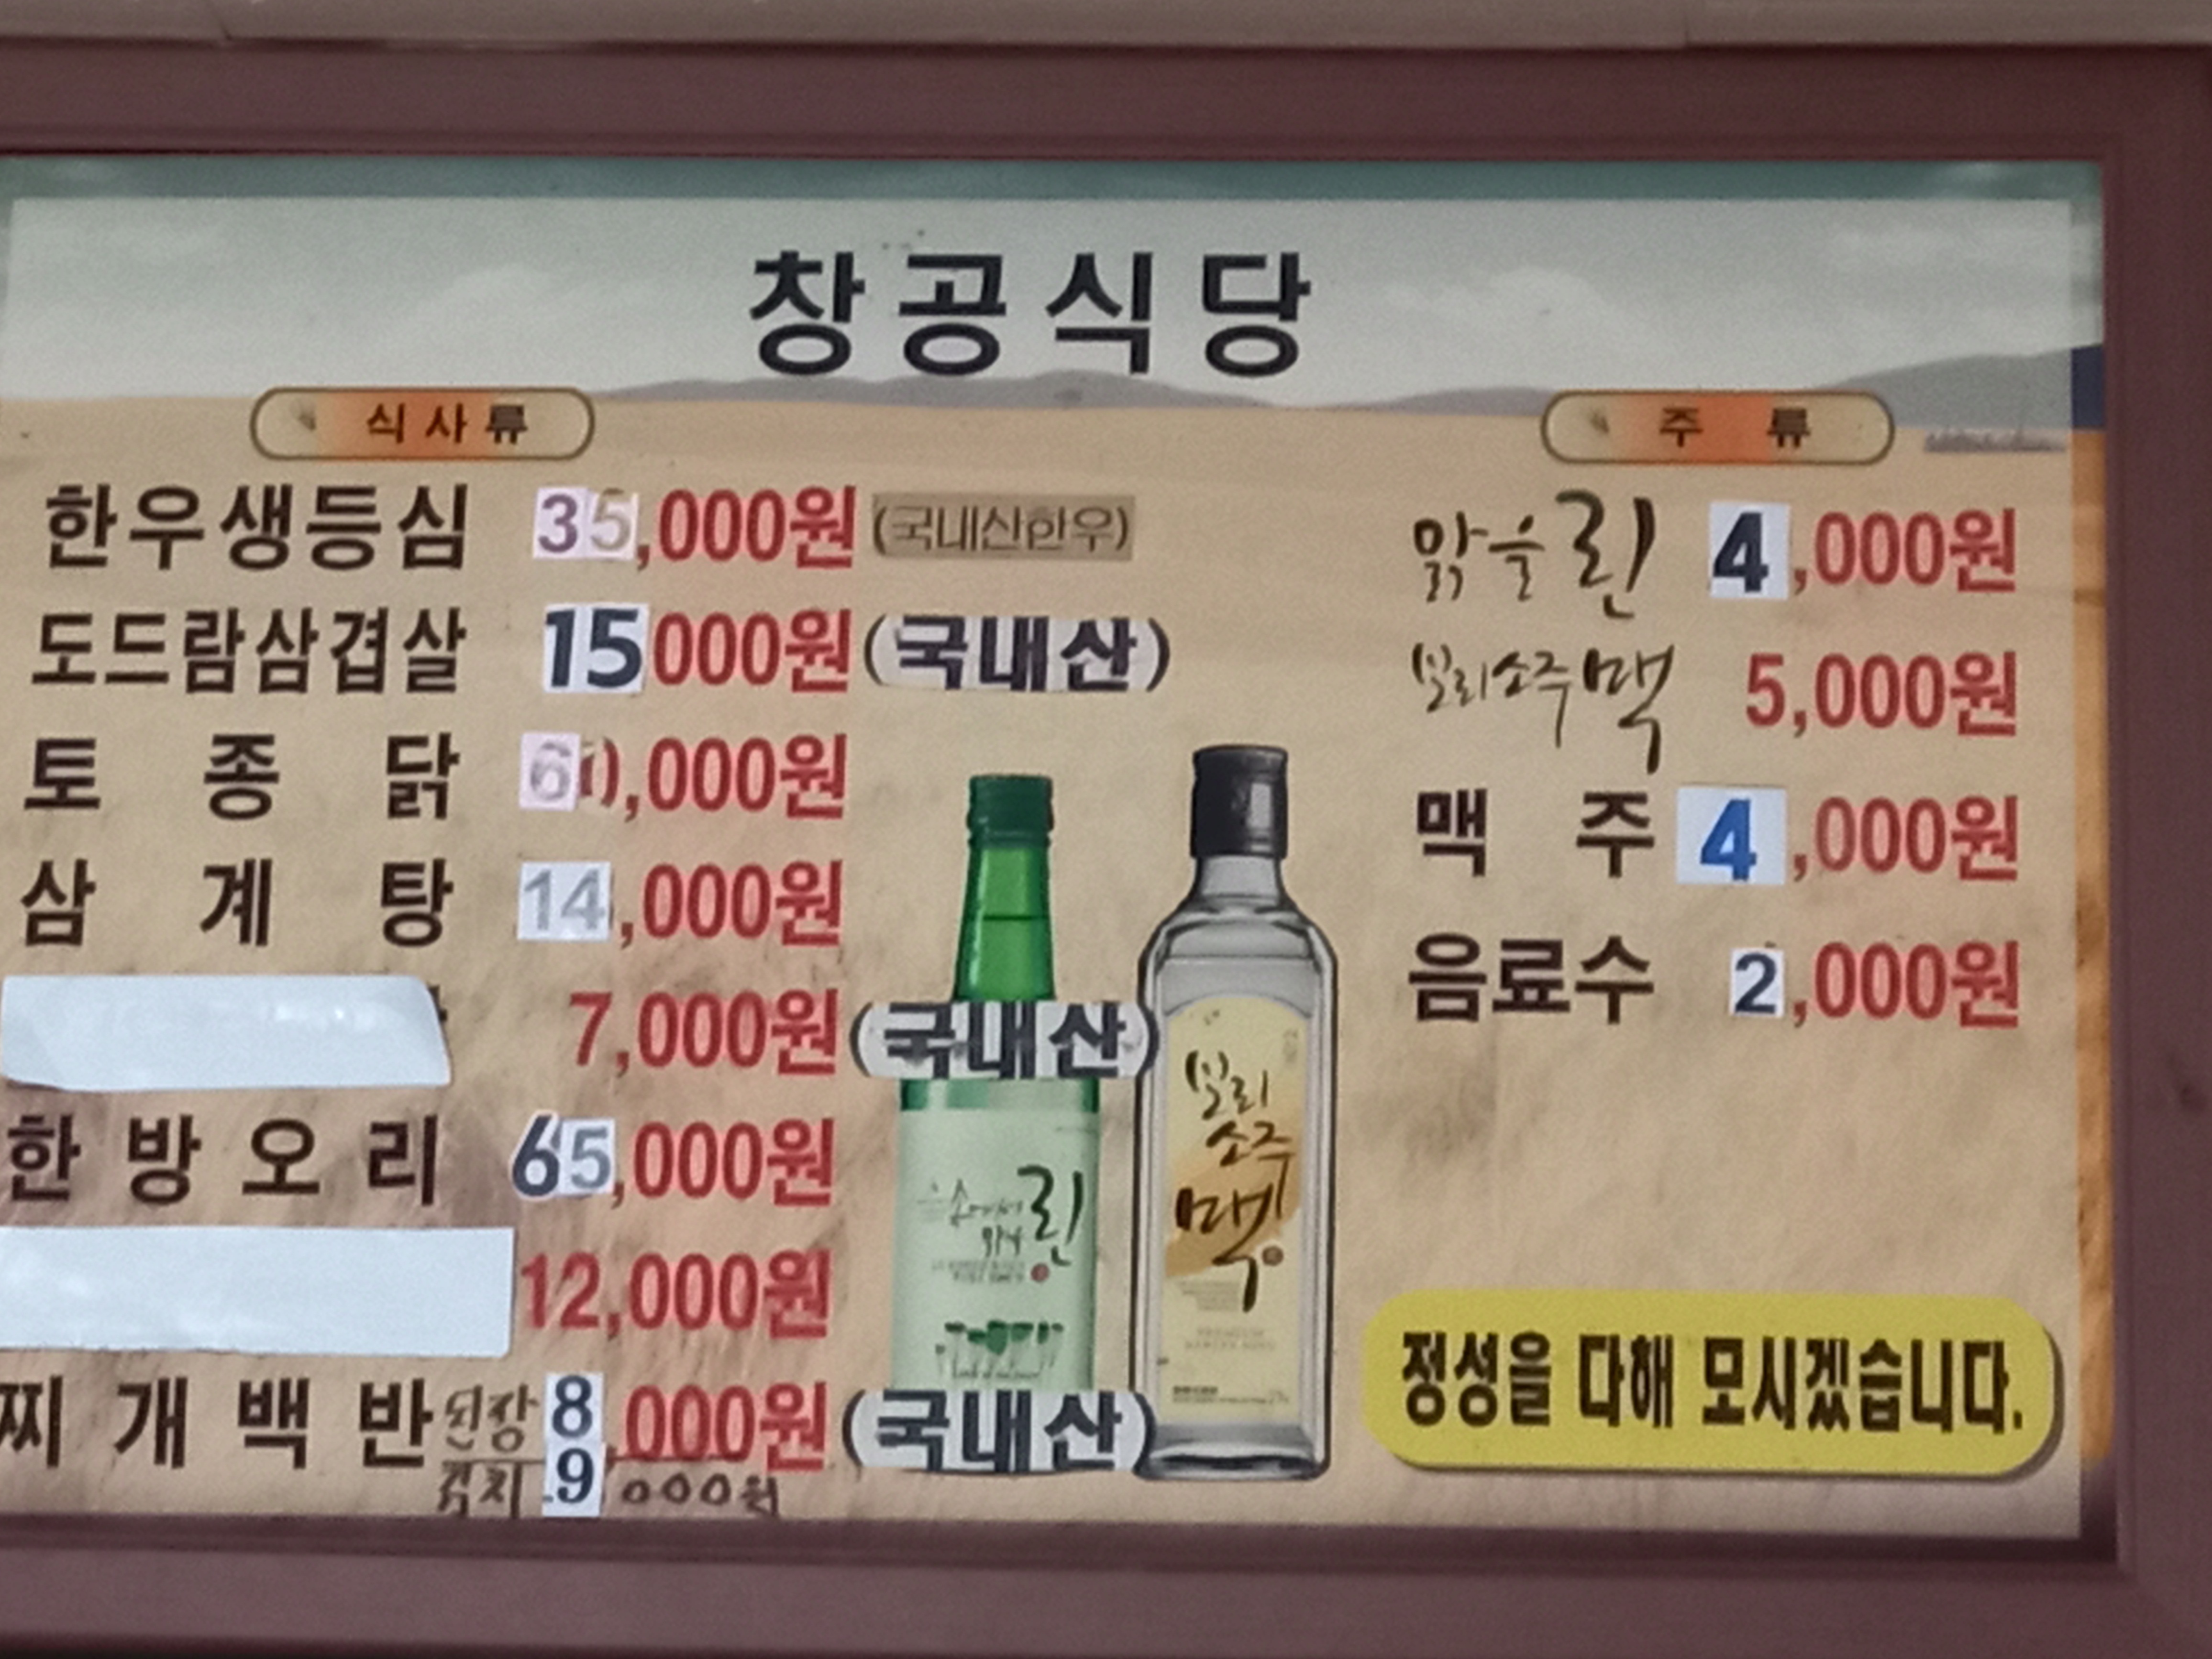 창공식당
식사류
한우생등심 35,000원 (국내산한우)
도드람삼겹살 15000원 (국내산)
토종닭 60,000원
삼계탕 14,000원
7,000원 (국내산)
한방오리 65,000원
12,000원
찌개백반 된장 8,000원 (국내산)
김치 9,000원
주류
맑을린 4,000원
보리소주맥 5,000원
맥주 4,000원
음료수 2,000원
린
보리
소주
맥
정성을 다해 모시겠습니다.